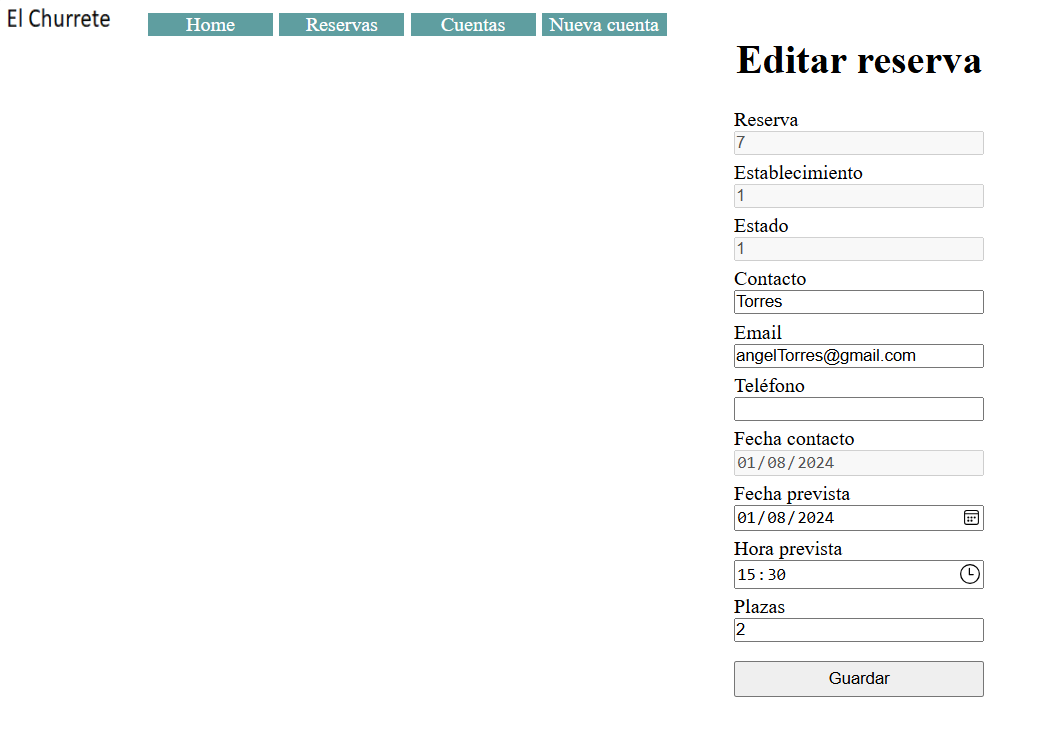 El Churrete
Home Reservas Cuentas Nueva cuenta
Editar reserva
Reserva
7
Establecimiento
1
Estado
1
Contacto
Torres
Email
angelTorres@gmail.com
Teléfono
Fecha contacto
01/08/2024
Fecha prevista
01/08/2024
Hora prevista
15:30
Plazas
2
Guardar